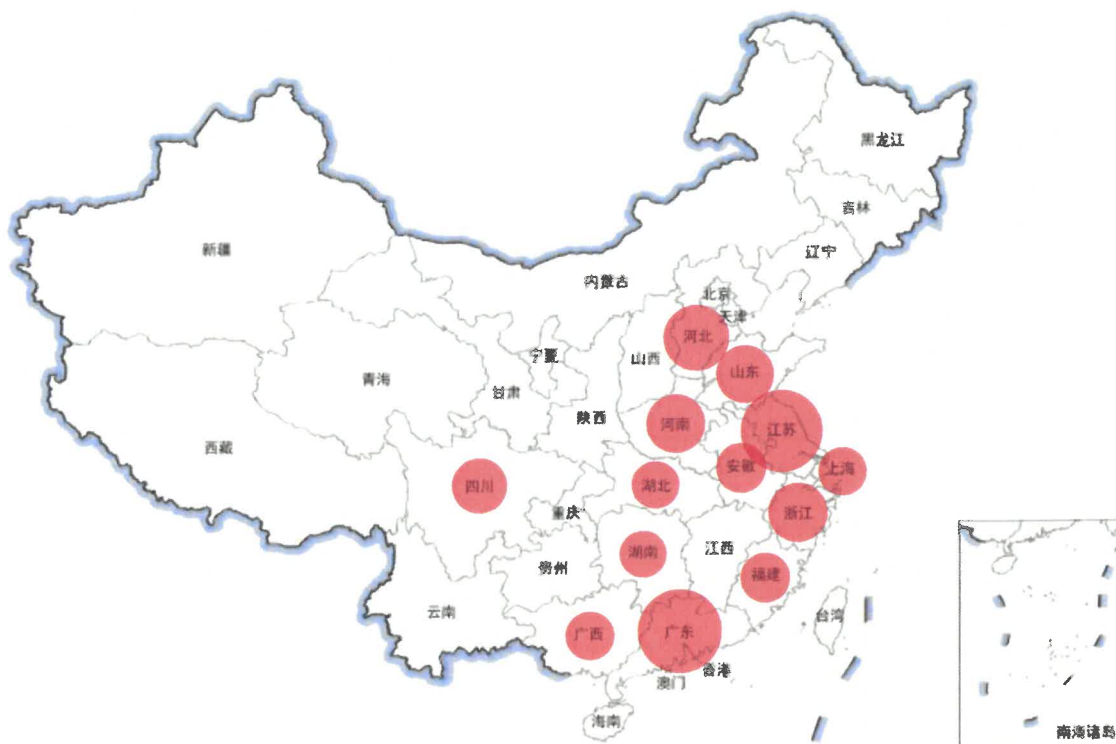 黑龙江
吉林
辽宁
新疆
内蒙古
北京
天津
河北
宁夏
山西
山东
青海
甘肃
陕西
河南
江苏
西藏
安徽
上海
四川
湖北
重庆
浙江
江西
湖南
贵州
福建
云南
台湾
广西
广东
香港
澳门
海南
南海诸岛